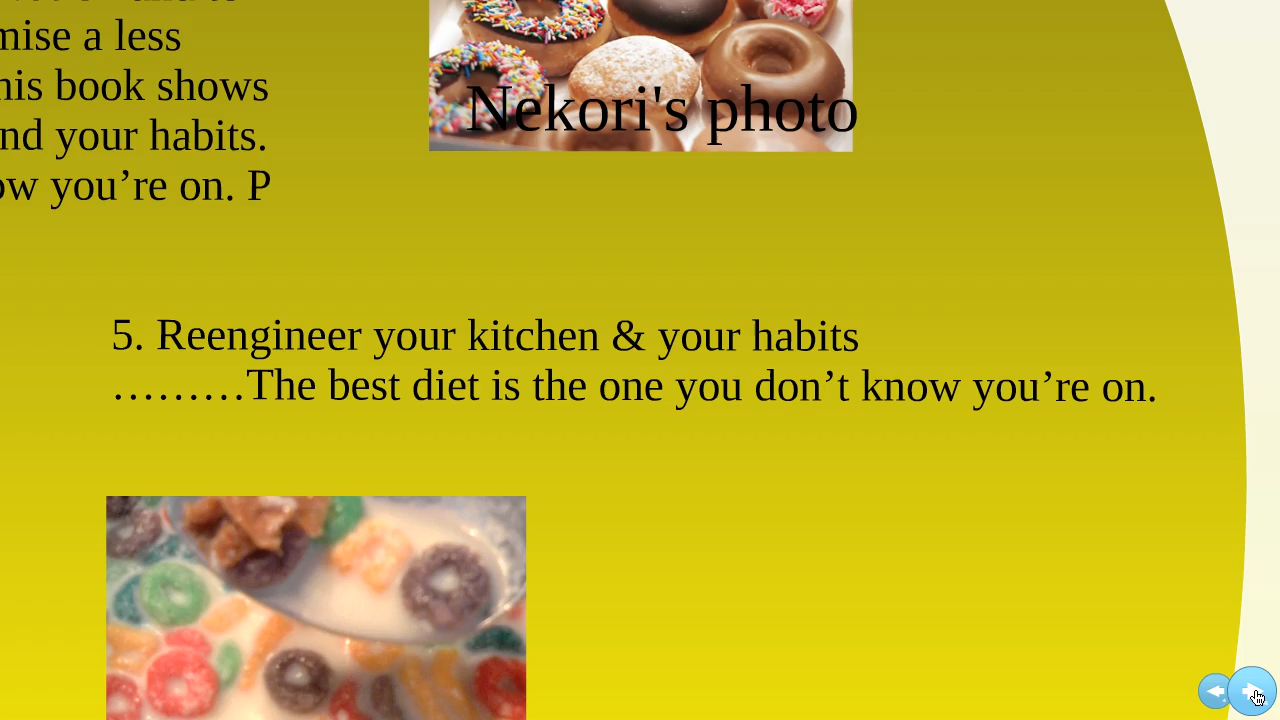 mise a less
his book shows
nd your habits.
ow you’re on. P
Nekori's photo
5. Reengineer your kitchen & your habits
………The best diet is the one you don’t know you’re on.